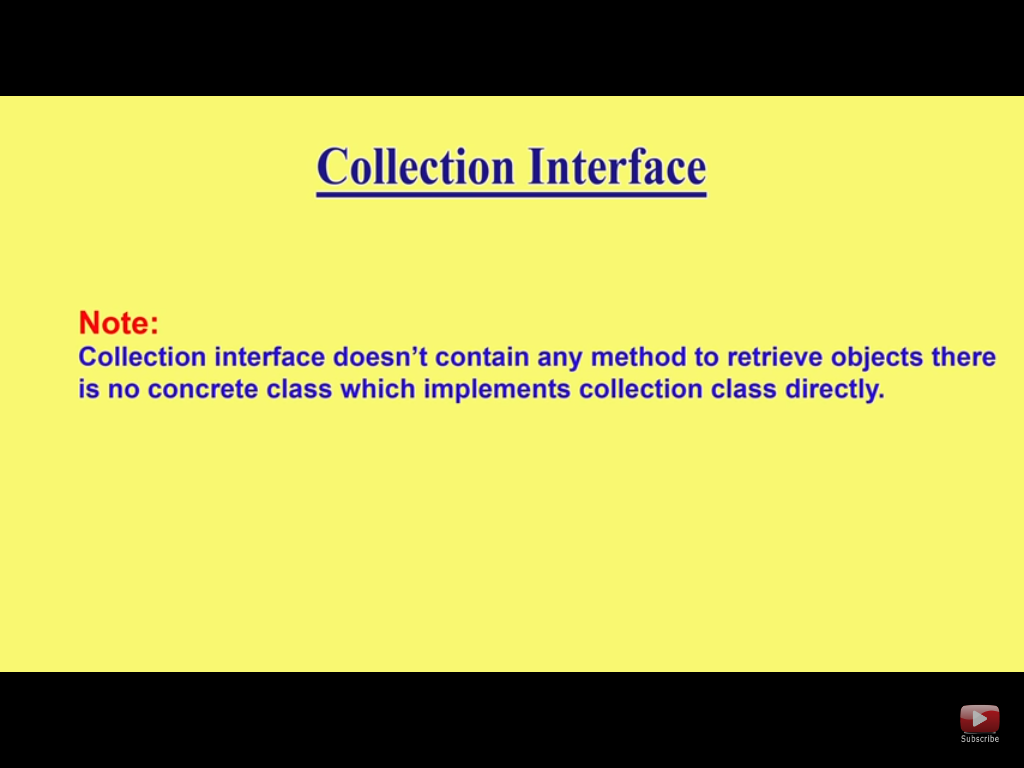 Collection Interface
Note:
Collection interface doesn’t contain any method to retrieve objects there
is no concrete class which implements collection class directly.
Subscribe